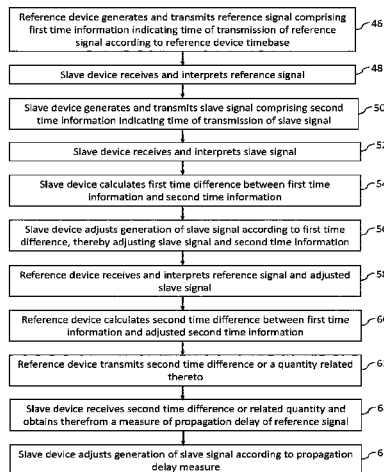 Reference device generates and transmits reference signal comprising
first time information indicating time of transmission of reference
signal according to reference device timebase
46
Slave device receives and interprets reference signal
48
Slave device generates and transmits slave signal comprising second
time information indicating time of transmission of slave signal
50
Slave device receives and interprets slave signal
52
Slave device calculates first time difference between first time
information and second time information
54
Slave device adjusts generation of slave signal according to first time
difference, thereby adjusting slave signal and second time information
56
Reference device receives and interprets reference signal and adjusted
slave signal
58
Reference device calculates second time difference between first time
information and adjusted second time information
60
Reference device transmits second time difference or a quantity related
thereto
Slave device receives second time difference or related quantity and
obtains therefrom a measure of propagation delay of reference signal
Slave device adjusts generation of slave signal according to propagation
delay measure